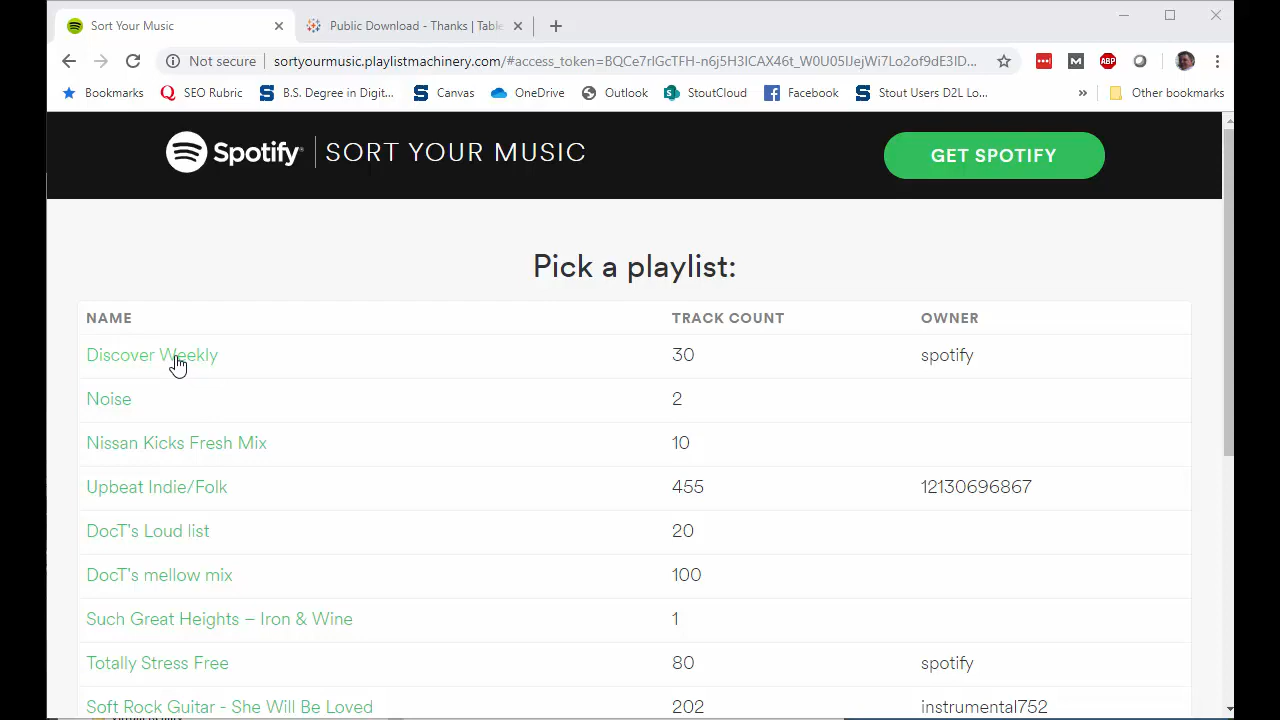 Sort Your Music
Public Download - Thanks | Table
Not secure | sortyourmusic.playlistmachinery.com/#access_token=BQCe7rlGcTFH-n6j5H3lCAX46t_W0U05lJejWi7Lo2of9dE3lD...
ABP
Bookmarks
SEO Rubric
B.S. Degree in Digit...
Canvas
OneDrive
Outlook
StoutCloud
Facebook
Stout Users D2L Lo...
»
Other bookmarks
Spotify | SORT YOUR MUSIC
GET SPOTIFY
Pick a playlist:
NAME TRACK COUNT OWNER
Discover Weekly 30 spotify
Noise 2
Nissan Kicks Fresh Mix 10
Upbeat Indie/Folk 455 12130696867
DocT's Loud list 20
DocT's mellow mix 100
Such Great Heights – Iron & Wine 1
Totally Stress Free 80 spotify
Soft Rock Guitar - She Will Be Loved 202 instrumental752